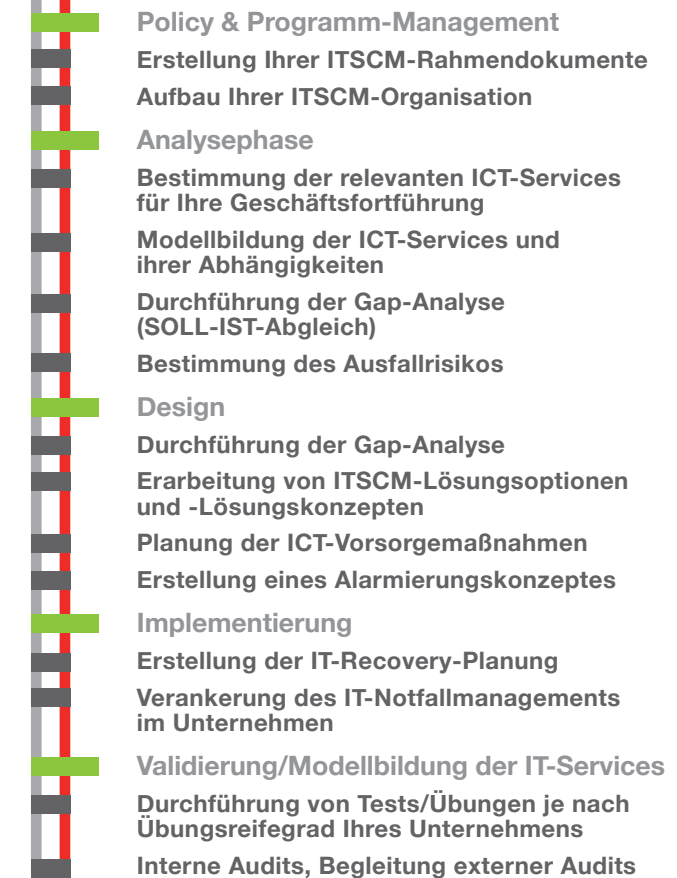 Policy & Programm-Management
Erstellung Ihrer ITSCM-Rahmendokumente
Aufbau Ihrer ITSCM-Organisation
Analysephase
Bestimmung der relevanten ICT-Services
für Ihre Geschäftsfortführung
Modellbildung der ICT-Services und
ihrer Abhängigkeiten
Durchführung der Gap-Analyse
(SOLL-IST-Abgleich)
Bestimmung des Ausfallrisikos
Design
Durchführung der Gap-Analyse
Erarbeitung von ITSCM-Lösungsoptionen
und -Lösungskonzepten
Planung der ICT-Vorsorgemaßnahmen
Erstellung eines Alarmierungskonzeptes
Implementierung
Erstellung der IT-Recovery-Planung
Verankerung des IT-Notfallmanagements
im Unternehmen
Validierung/Modellbildung der IT-Services
Durchführung von Tests/Übungen je nach
Übungsreifegrad Ihres Unternehmens
Interne Audits, Begleitung externer Audits